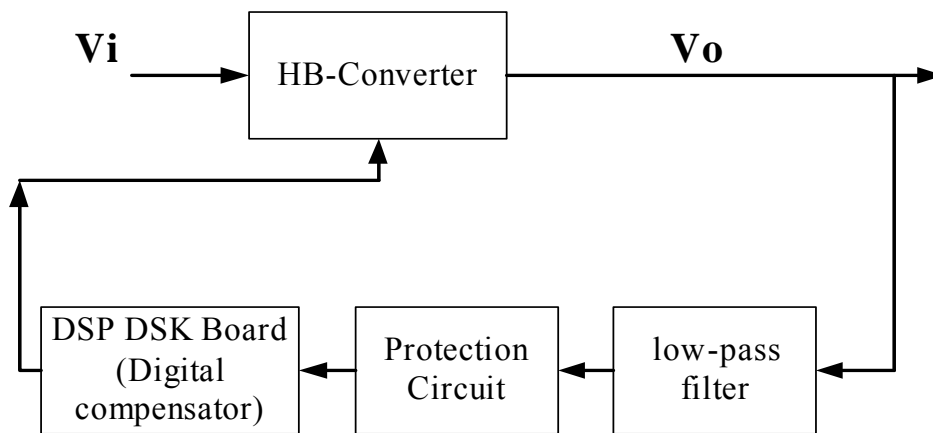 Vi
HB-Converter
Vo
DSP DSK Board
(Digital
compensator)
Protection
Circuit
low-pass
filter